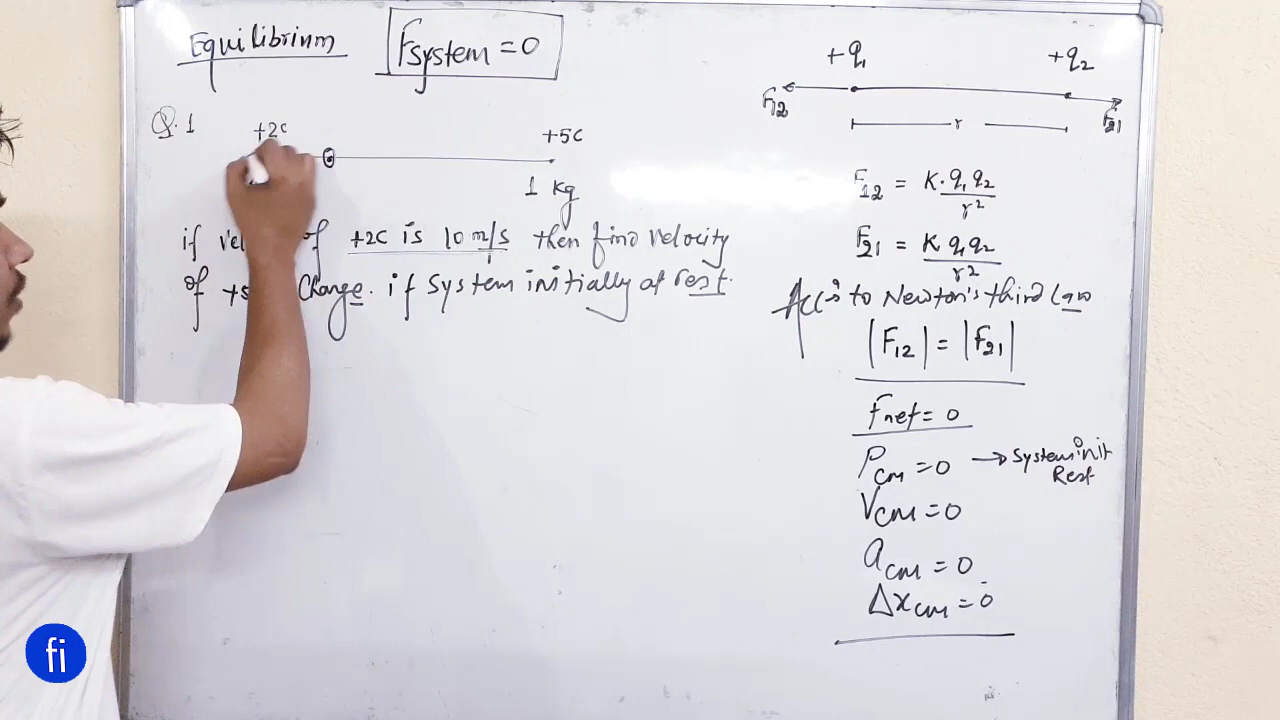 Equilibrium
Fsystem = 0
Q.1
+2c
+5c
1 kg
if of +2c is 10 m/s then find velocity
of Change. if system initially at rest.
+q1
+q2
F12
F21
r
F12 = K.q1q2
r2
F21 = K q1q2
r2
Acc. to Newton's third Law
|F12| = |F21|
Fnet = 0
Pcm = 0 → System init
Rest
Vcm = 0
acm = 0
Δxcm = 0
fi